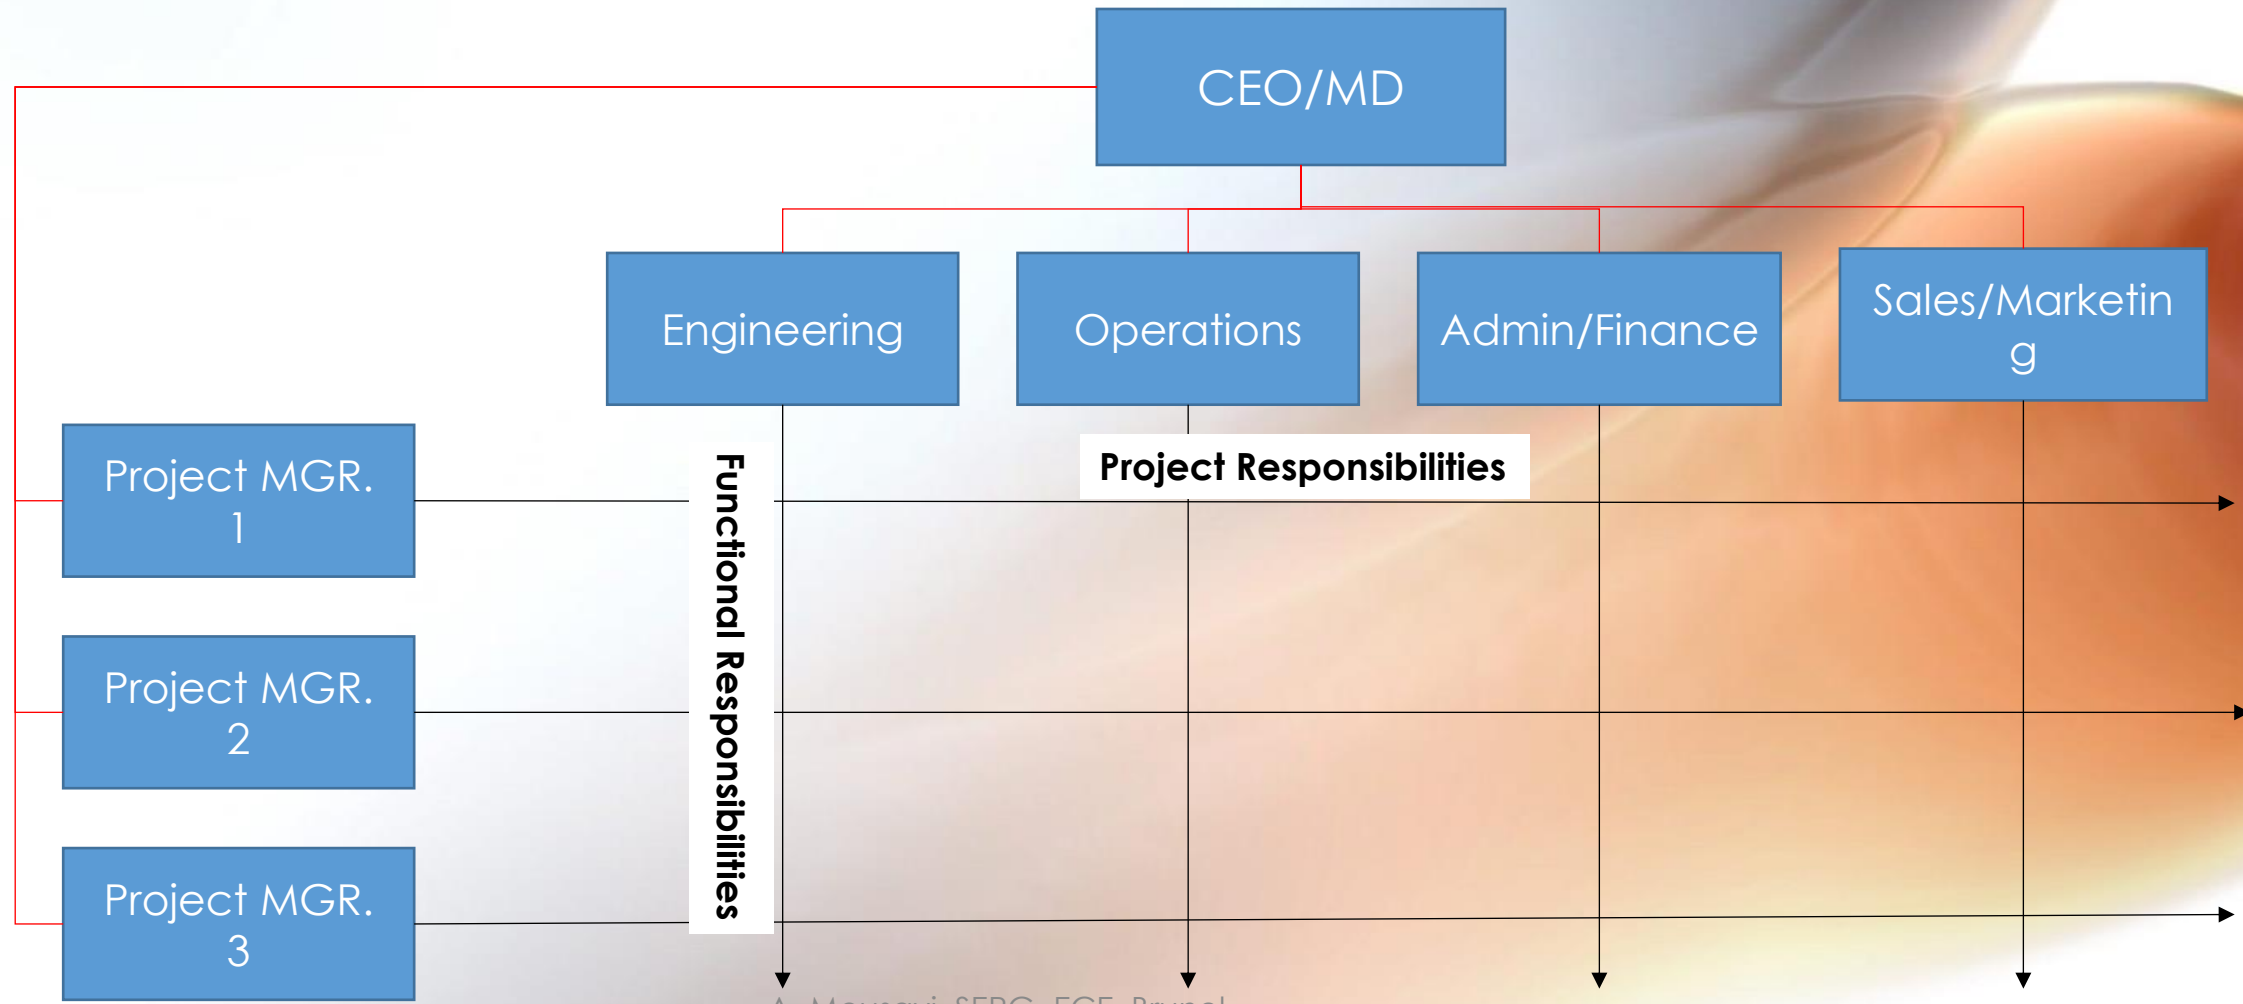 CEO/MD
Engineering
Operations
Admin/Finance
Sales/Marketin
g
Project MGR.
1
Project Responsibilities
Functional Responsibilities
Project MGR.
2
Project MGR.
3